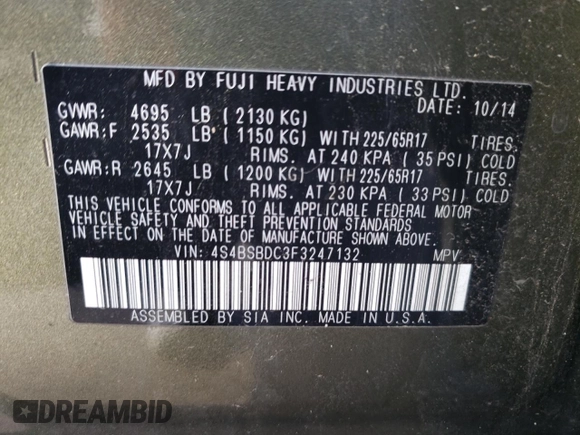 MFD BY FUJI HEAVY INDUSTRIES LTD.
DATE: 10/14
GVWR: 4695 LB (2130 KG)
GAWR:F 2535 LB (1150 KG) WITH 225/65R17 TIRES.
17X7J RIMS. AT 240 KPA (35 PSI) COLD
GAWR:R 2645 LB (1200 KG) WITH 225/65R17 TIRES.
17X7J RIMS. AT 230 KPA (33 PSI) COLD
THIS VEHICLE CONFORMS TO ALL APPLICABLE FEDERAL MOTOR
VEHICLE SAFETY AND THEFT PREVENTION STANDARDS
IN EFFECT ON THE DATE OF MANUFACTURE SHOWN ABOVE.
VIN: 4S4BSBDC3F3247132 MPV
ASSEMBLED BY SIA INC. MADE IN U.S.A.
DREAMBID